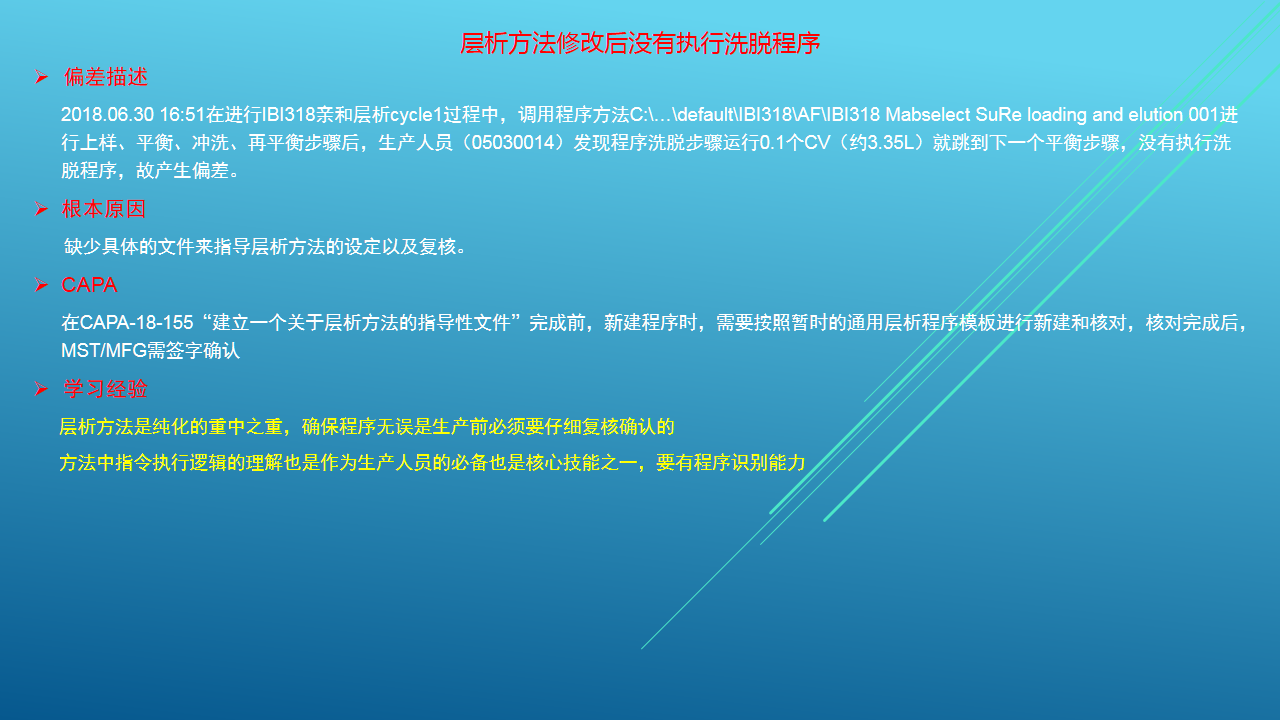 层析方法修改后没有执行洗脱程序
偏差描述
2018.06.30 16:51在进行IBI318亲和层析cycle1过程中，调用程序方法C:\...\default\IBI318\AF\IBI318 Mabselect SuRe loading and elution 001进
行上样、平衡、冲洗、再平衡步骤后，生产人员（05030014）发现程序洗脱步骤运行0.1个CV（约3.35L）就跳到下一个平衡步骤，没有执行洗
脱程序，故产生偏差。
根本原因
缺少具体的文件来指导层析方法的设定以及复核。
CAPA
在CAPA-18-155“建立一个关于层析方法的指导性文件”完成前，新建程序时，需要按照暂时的通用层析程序模板进行新建和核对，核对完成后，
MST/MFG需签字确认
学习经验
层析方法是纯化的重中之重，确保程序无误是生产前必须要仔细复核确认的
方法中指令执行逻辑的理解也是作为生产人员的必备也是核心技能之一，要有程序识别能力